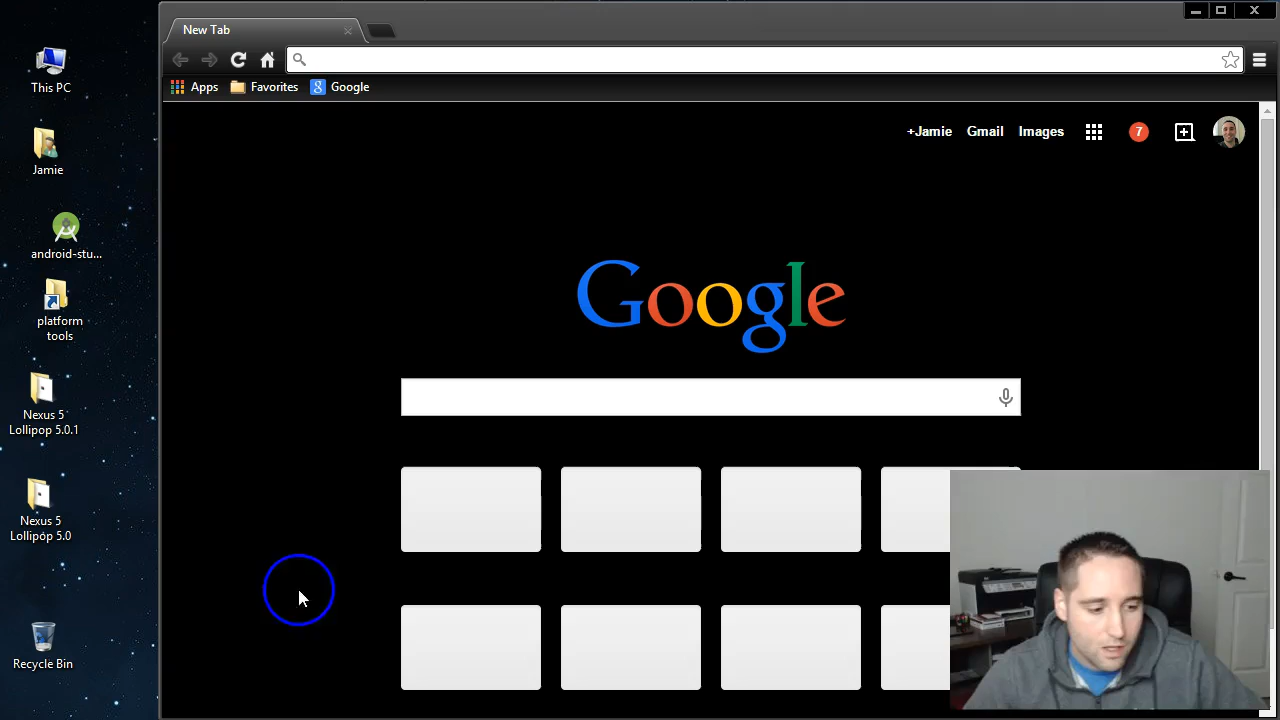 This PC
Jamie
android-stu...
platform
tools
Nexus 5
Lollipop 5.0.1
Nexus 5
Lollipop 5.0
Recycle Bin
New Tab
Apps
Favorites
g
Google
+Jamie
Gmail
Images
7
Google